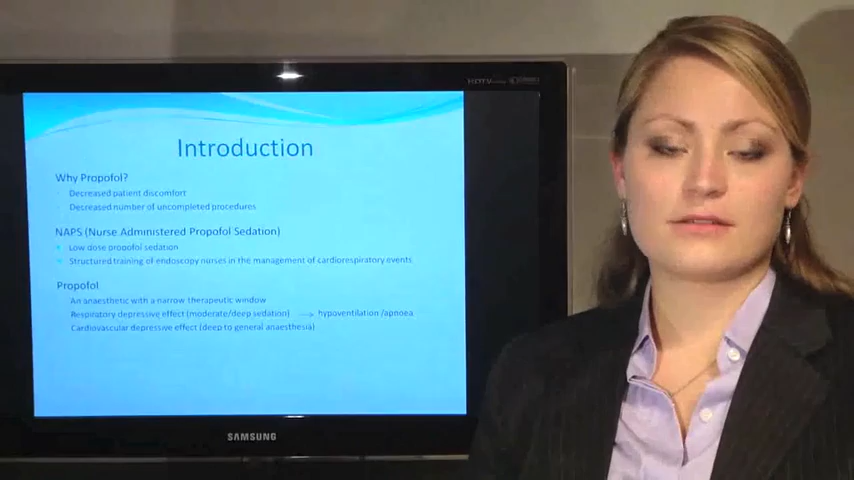 HDTV
Introduction
Why Propofol?
Decreased patient discomfort
Decreased number of uncompleted procedures
NAPS (Nurse Administered Propofol Sedation)
Low dose propofol sedation
Structured training of endoscopy nurses in the management of cardiorespiratory events
Propofol
An anaesthetic with a narrow therapeutic window
Respiratory depressive effect (moderate/deep sedation) → hypoventilation /apnoea
Cardiovascular depressive effect (deep to general anaesthesia)
SAMSUNG